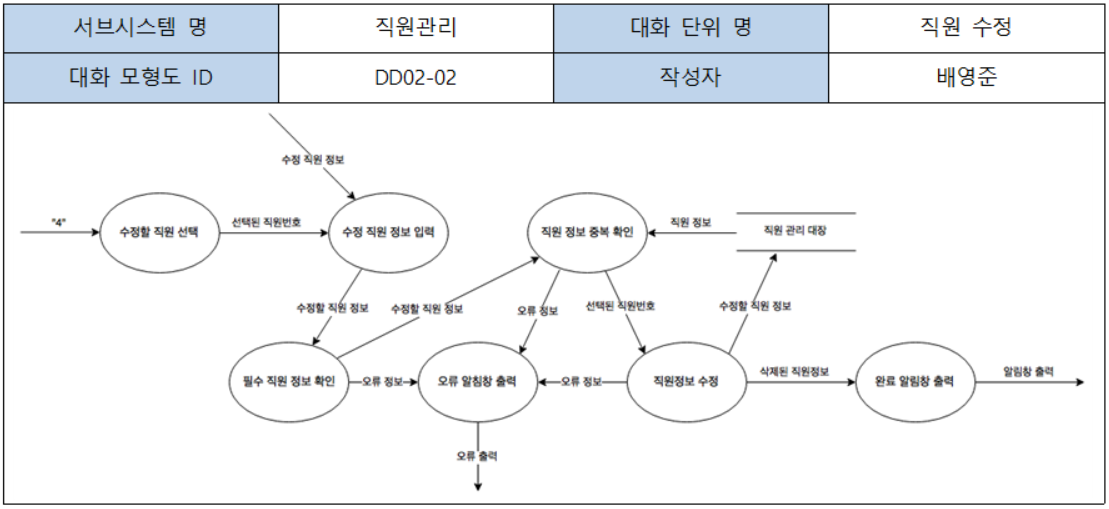 서브시스템 명 직원관리 대화 단위 명 직원 수정
대화 모형도 ID DD02-02 작성자 배영준
수정 직원 정보
"4"
수정할 직원 선택
선택된 직원번호
수정 직원 정보 입력
직원 정보 중복 확인
직원 정보
직원 관리 대장
수정할 직원 정보
수정할 직원 정보
오류 정보
선택된 직원번호
수정할 직원 정보
필수 직원 정보 확인
오류 정보
오류 알침창 출력
오류 정보
직원정보 수정
삭제된 직원정보
완료 알림창 출력
알림창 출력
오류 출력